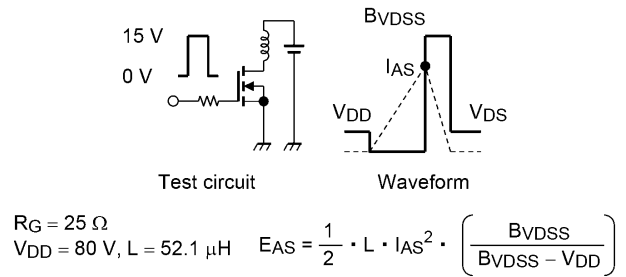 BVDSS
15 V
IAS
0 V
VDD
VDS
Test circuit
Waveform
RG = 25 Ω
VDD = 80 V, L = 52.1 μH
EAS = 1/2 ▪ L ▪ IAS² ▪ (BVDSS / BVDSS − VDD)